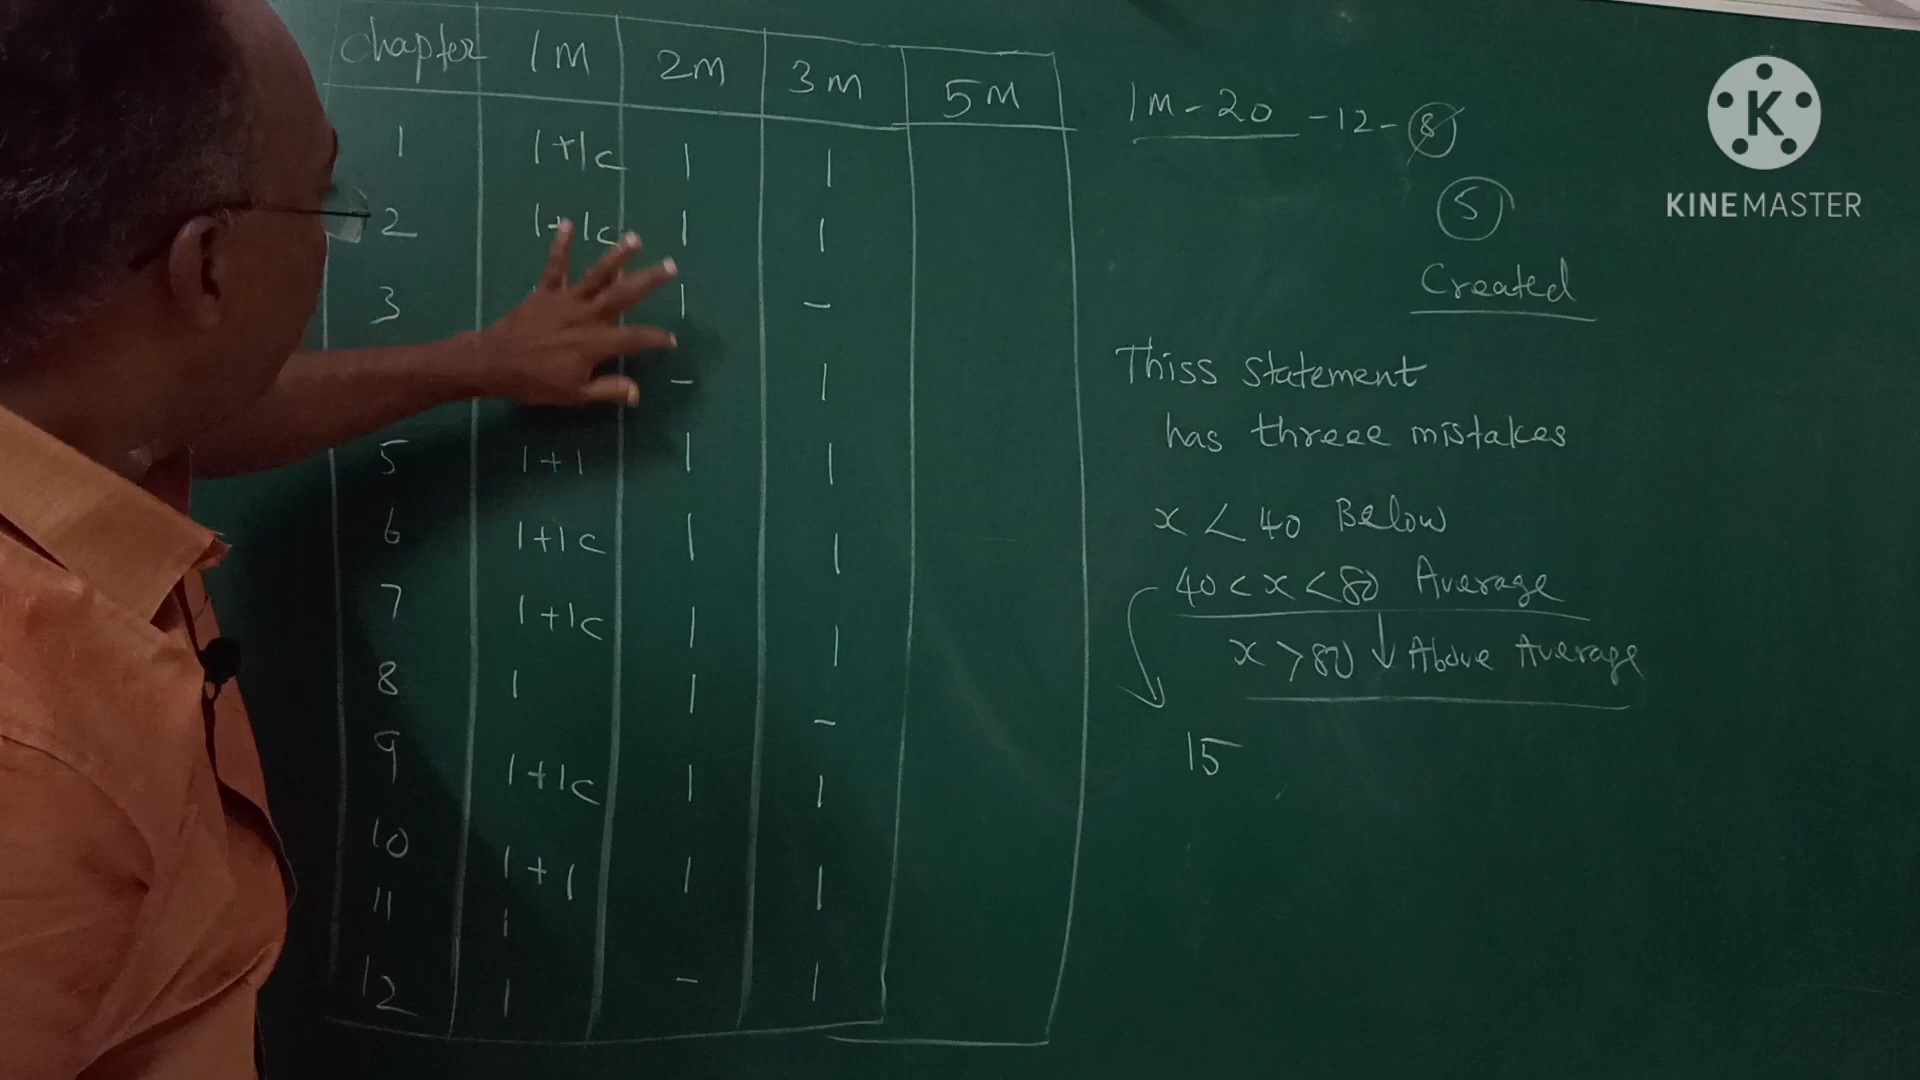 Chapter 1M 2M 3M 5M
1 1+1c 1 1
2 1+1c 1 1
3 1 -
- 1
5 1+1 1 1
6 1+1c 1 1
7 1+1c 1 1
8 1 1 -
9 1+1c 1 1
10 1+1 1 1
11 1
12 1 - 1
1M - 20 - 12 - 8
5
Created
Thiss Statement
has threee mistakes
x < 40 Below
40 < x < 80 Average
x > 80 ↓ Above Average
15
K
KINEMASTER